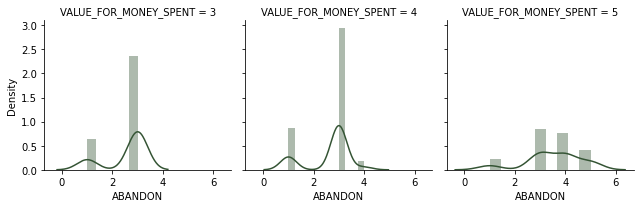 VALUE_FOR_MONEY_SPENT = 3
VALUE_FOR_MONEY_SPENT = 4
VALUE_FOR_MONEY_SPENT = 5
3.0
2.5
2.0
1.5
1.0
0.5
0.0
Density
0 2 4 6
0 2 4 6
0 2 4 6
ABANDON
ABANDON
ABANDON